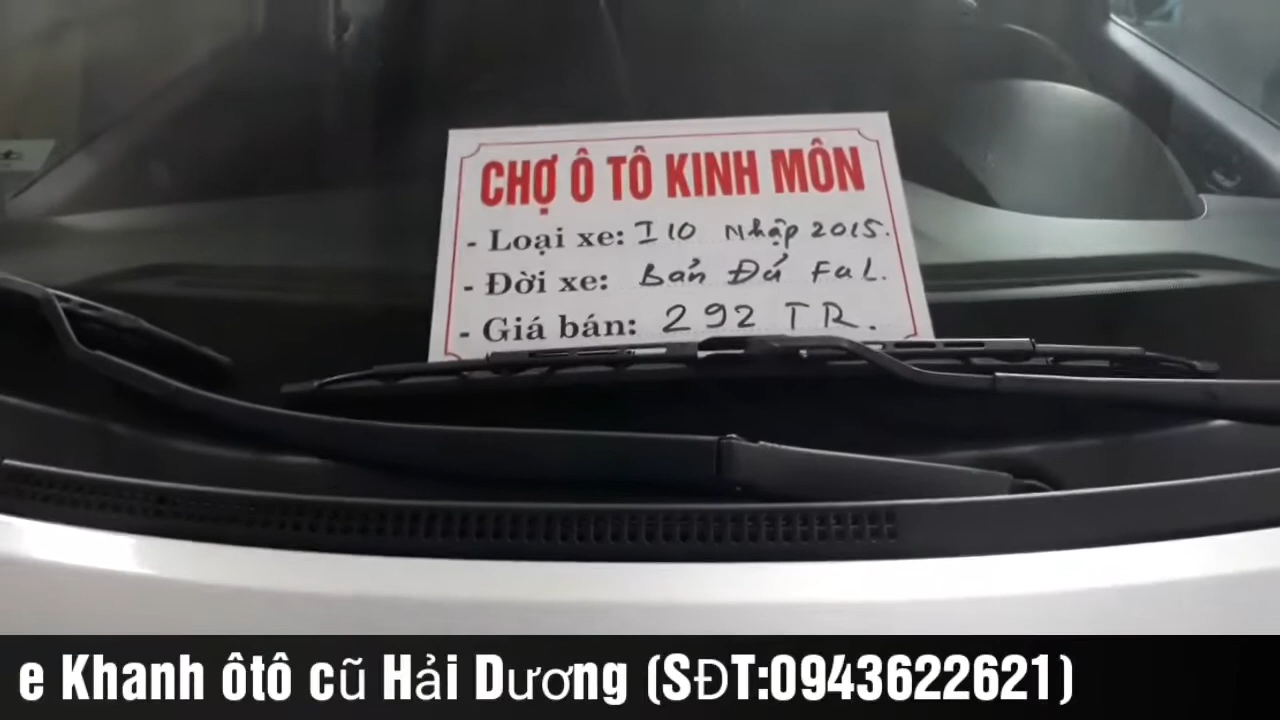 CHỢ Ô TÔ KINH MÔN
- Loại xe: I 10 Nhập 2015.
- Đời xe: Bản Đủ Ful.
- Giá bán: 292 TR.
e Khanh ôtô cũ Hải Dương (SĐT:0943622621)